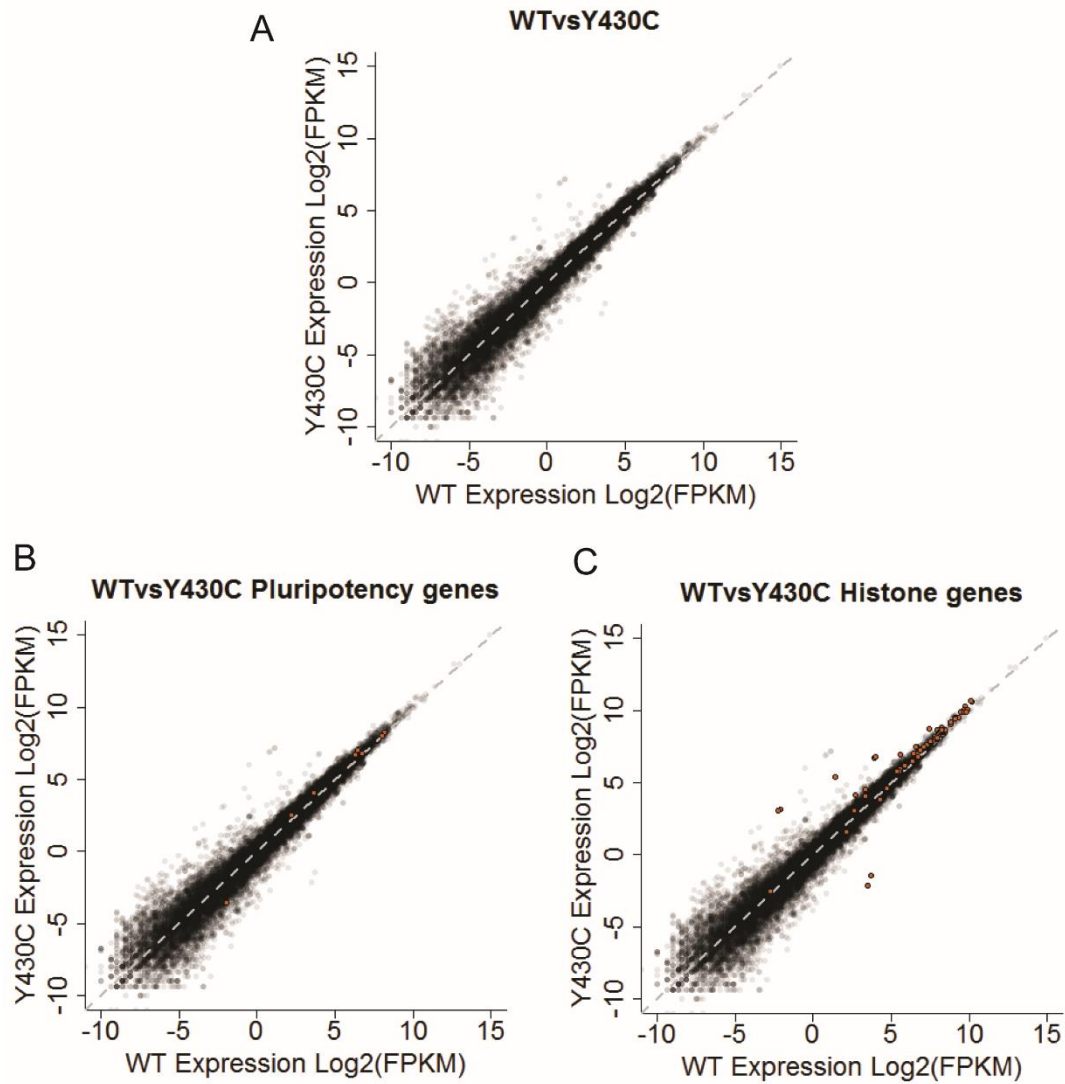 A
WTvsY430C
Y430C Expression Log2(FPKM)
15
10
5
0
-5
-10
-10 -5 0 5 10 15
WT Expression Log2(FPKM)
B
WTvsY430C Pluripotency genes
Y430C Expression Log2(FPKM)
15
10
5
0
-5
-10
-10 -5 0 5 10 15
WT Expression Log2(FPKM)
C
WTvsY430C Histone genes
Y430C Expression Log2(FPKM)
15
10
5
0
-5
-10
-10 -5 0 5 10 15
WT Expression Log2(FPKM)